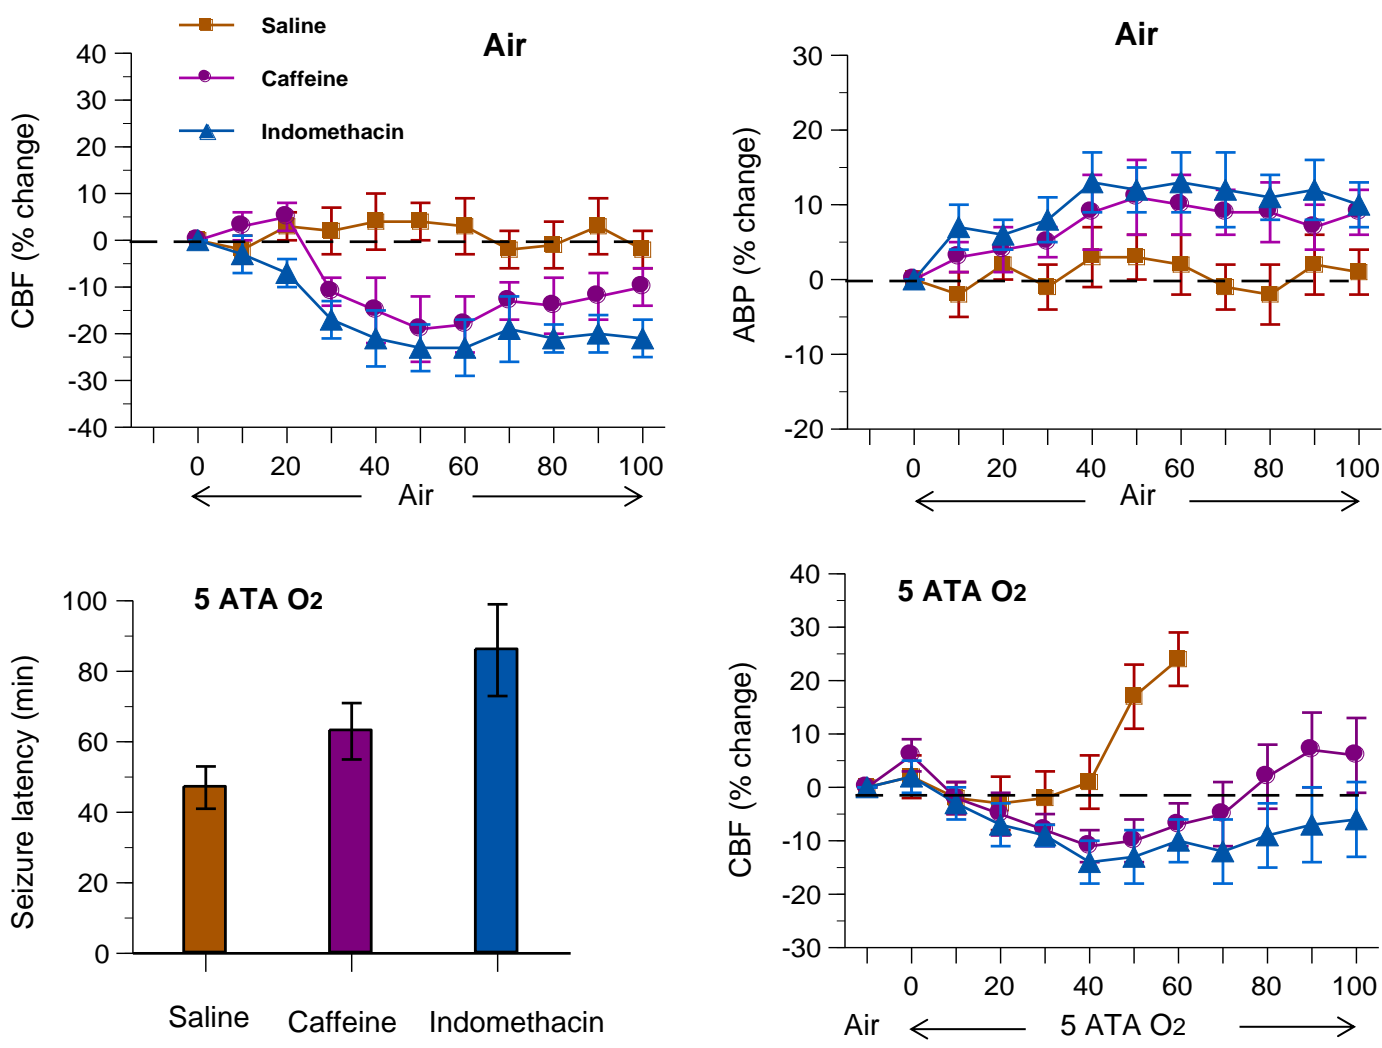 Saline
Caffeine
Indomethacin
Air
CBF (% change)
40
30
20
10
0
-10
-20
-30
-40
0 20 40 60 80 100
Air
Air
ABP (% change)
30
20
10
0
-10
-20
0 20 40 60 80 100
Air
5 ATA O2
Seizure latency (min)
100
80
60
40
20
0
Saline Caffeine Indomethacin
5 ATA O2
CBF (% change)
40
30
20
10
0
-10
-20
-30
0 20 40 60 80 100
Air 5 ATA O2